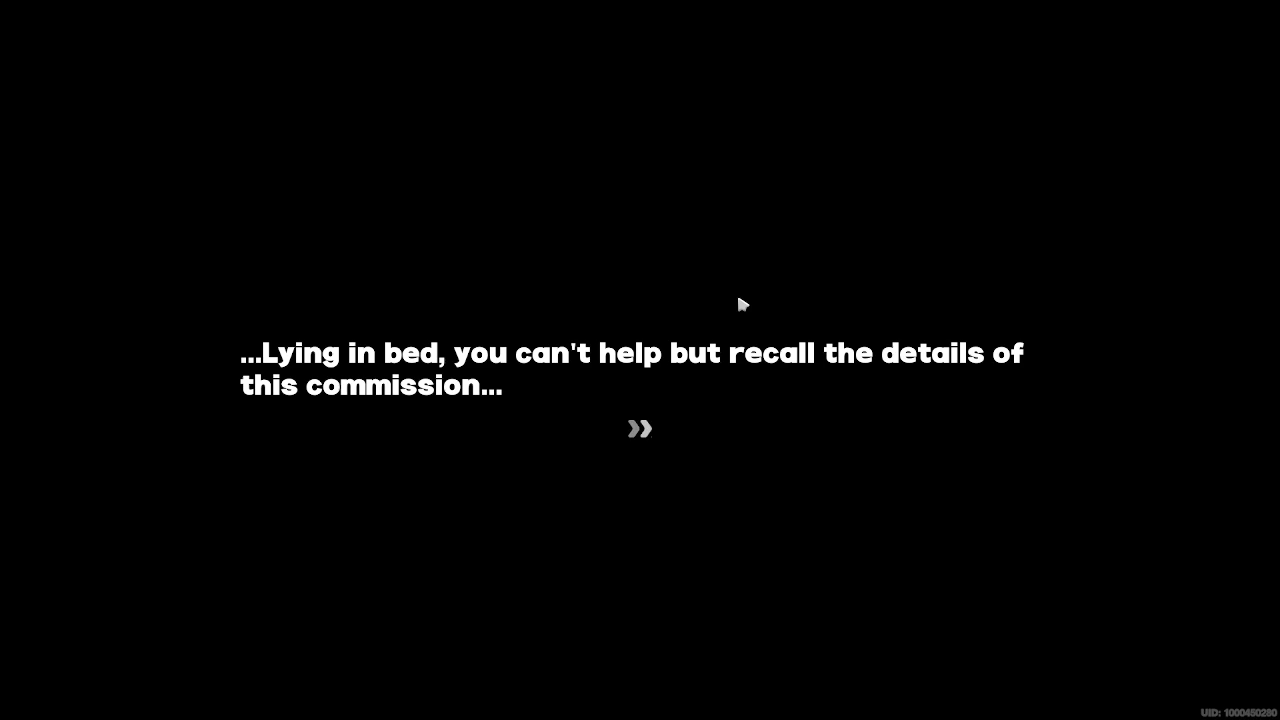 ...Lying in bed, you can't help but recall the details of
this commission...
UID: 1000450280